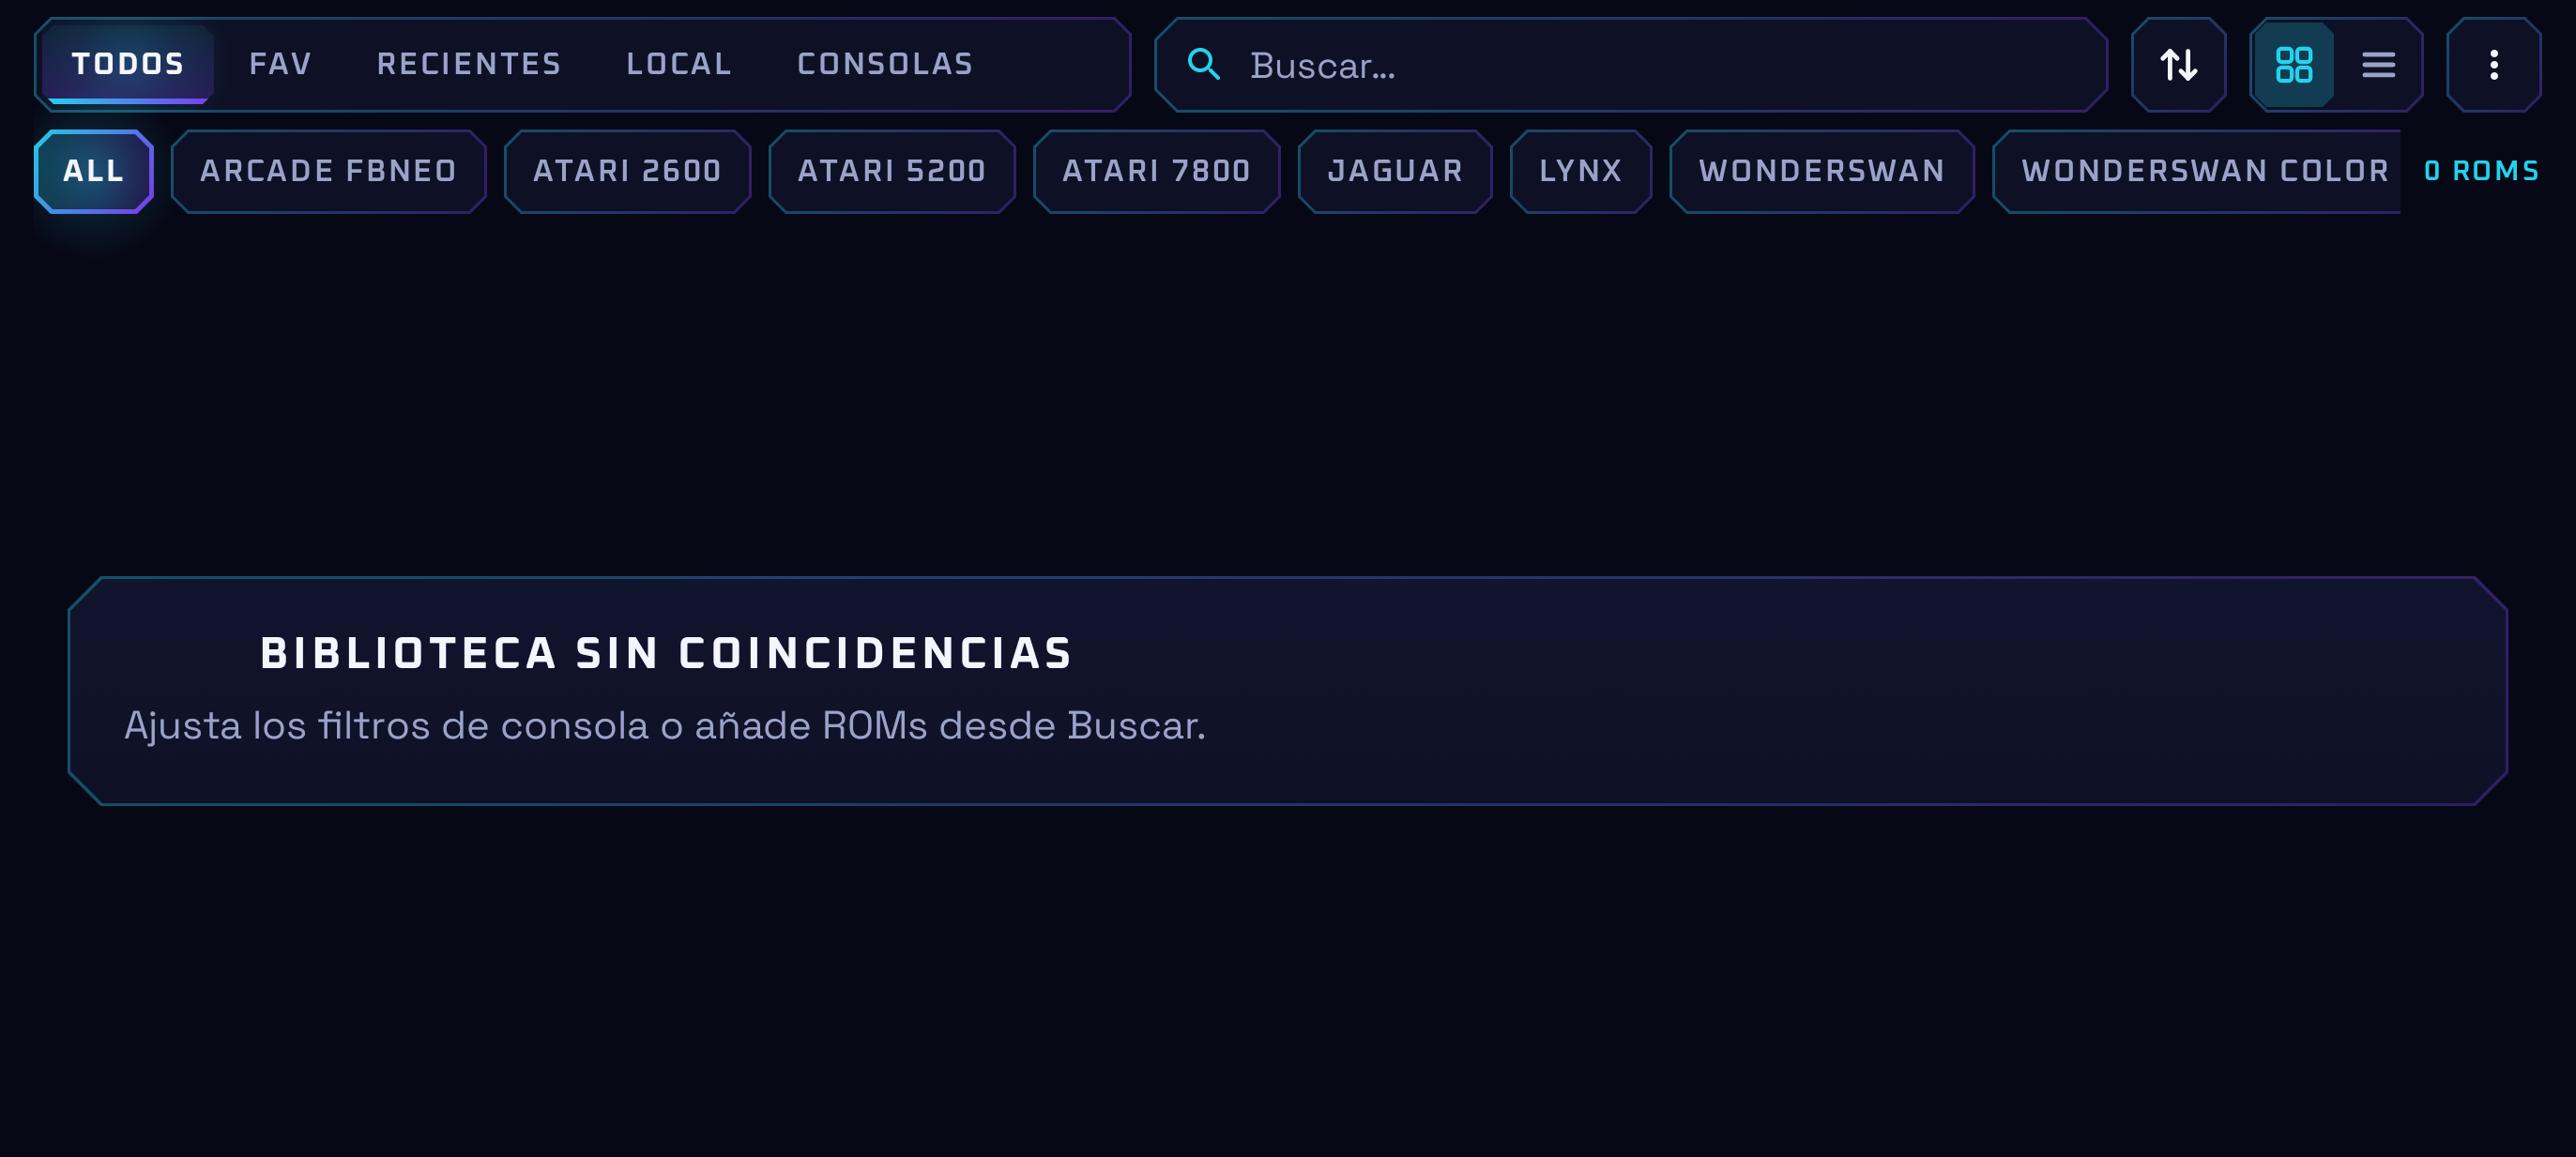 TODOS FAV RECIENTES LOCAL CONSOLAS Buscar...
ALL ARCADE FBNEO ATARI 2600 ATARI 5200 ATARI 7800 JAGUAR LYNX WONDERSWAN WONDERSWAN COLOR 0 ROMS
BIBLIOTECA SIN COINCIDENCIAS
Ajusta los filtros de consola o añade ROMs desde Buscar.